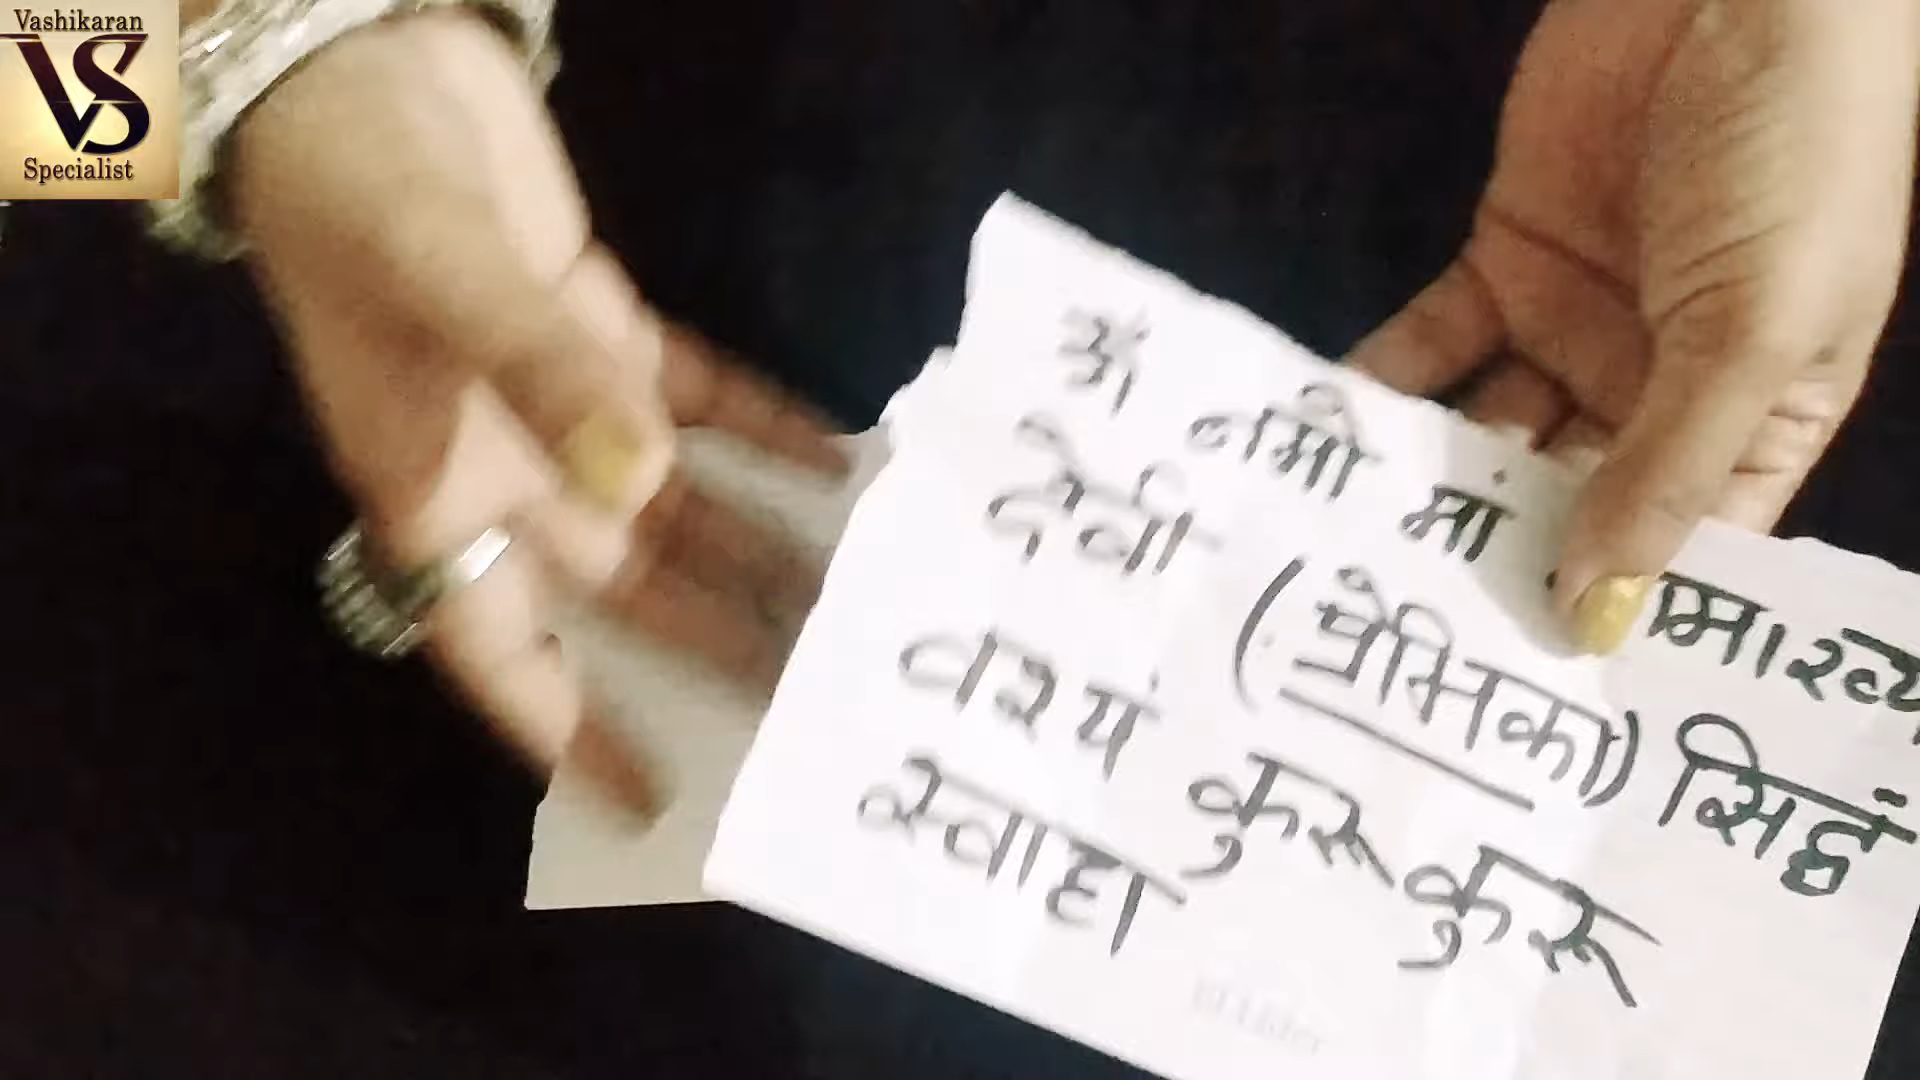 Vashikaran
VS
Specialist
ॐ नमो मां माख्य
देवी (प्रेमिका) सिद्धं
वश्यं कुरू कुरू
स्वाहा